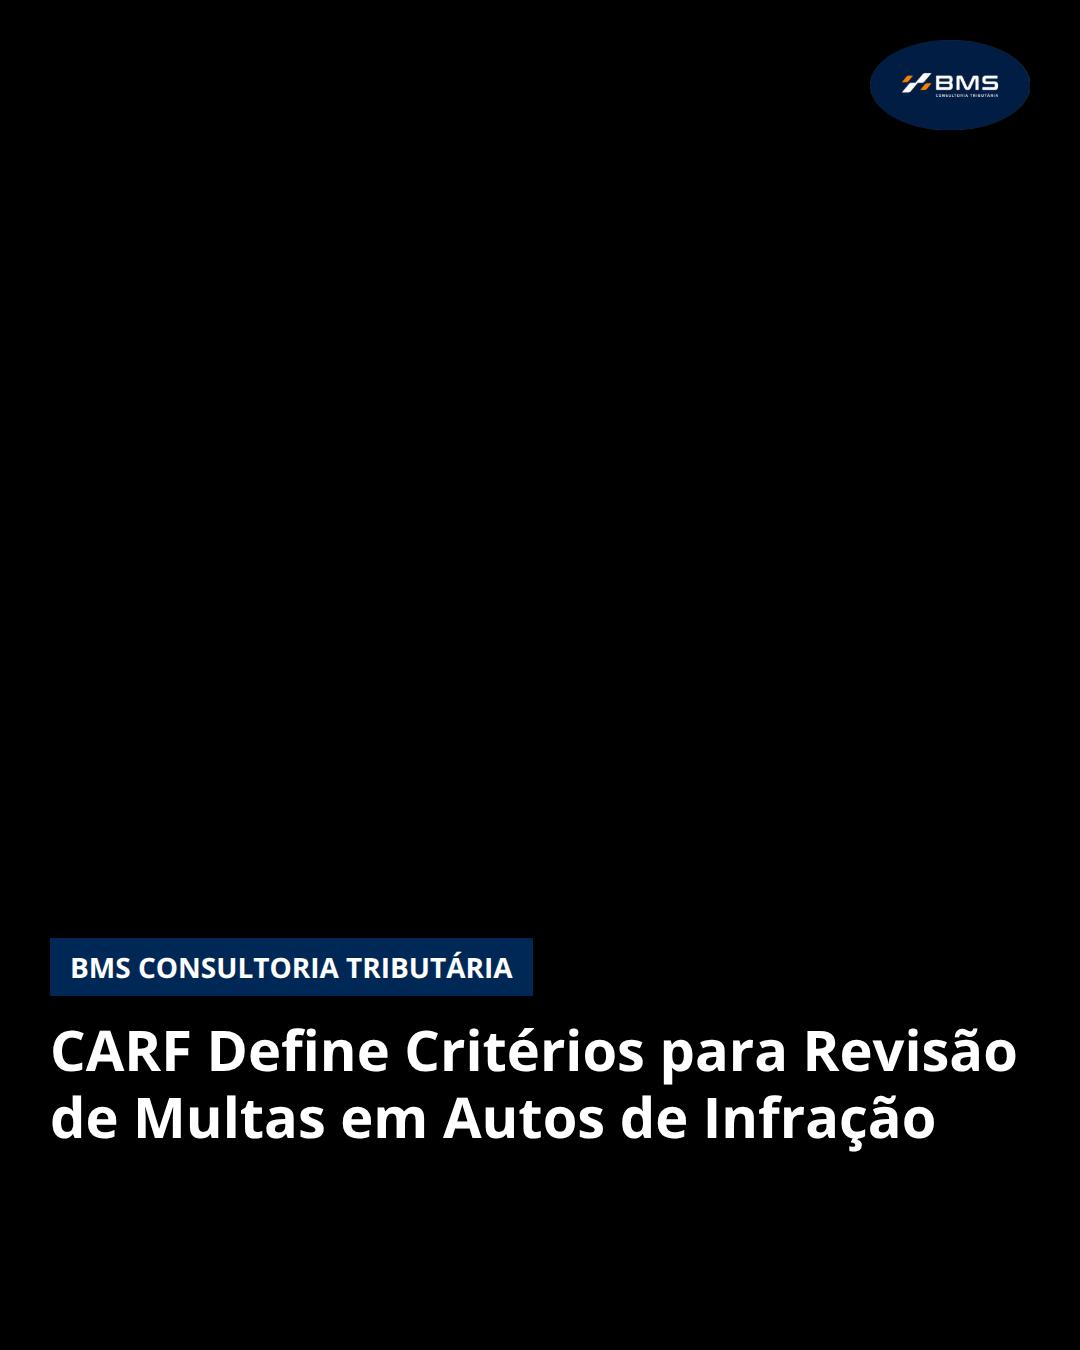 BMS
CONSULTORIA TRIBUTÁRIA
BMS CONSULTORIA TRIBUTÁRIA
CARF Define Critérios para Revisão
de Multas em Autos de Infração